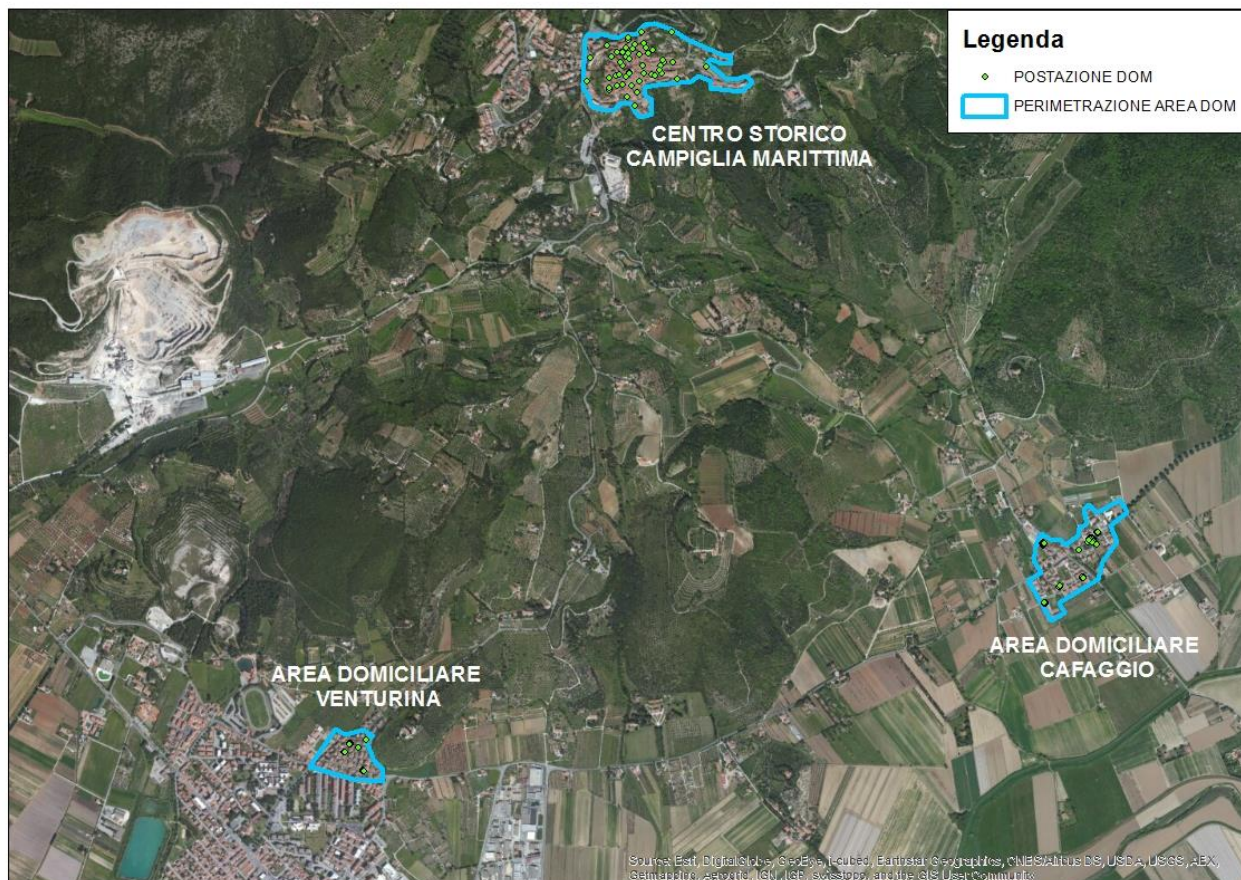 Legenda
POSTAZIONE DOM
PERIMETRAZIONE AREA DOM
CENTRO STORICO
CAMPIGLIA MARITTIMA
AREA DOMICILIARE
CAFAGGIO
AREA DOMICILIARE
VENTURINA
Source: Esri, DigitalGlobe, GeoEye, i-cubed, Earthstar Geographics, CNES/Airbus DS, USDA, USGS, AEX,
Getmapping, Aerogrid, IGN, IGP, swisstopo, and the GIS User Community